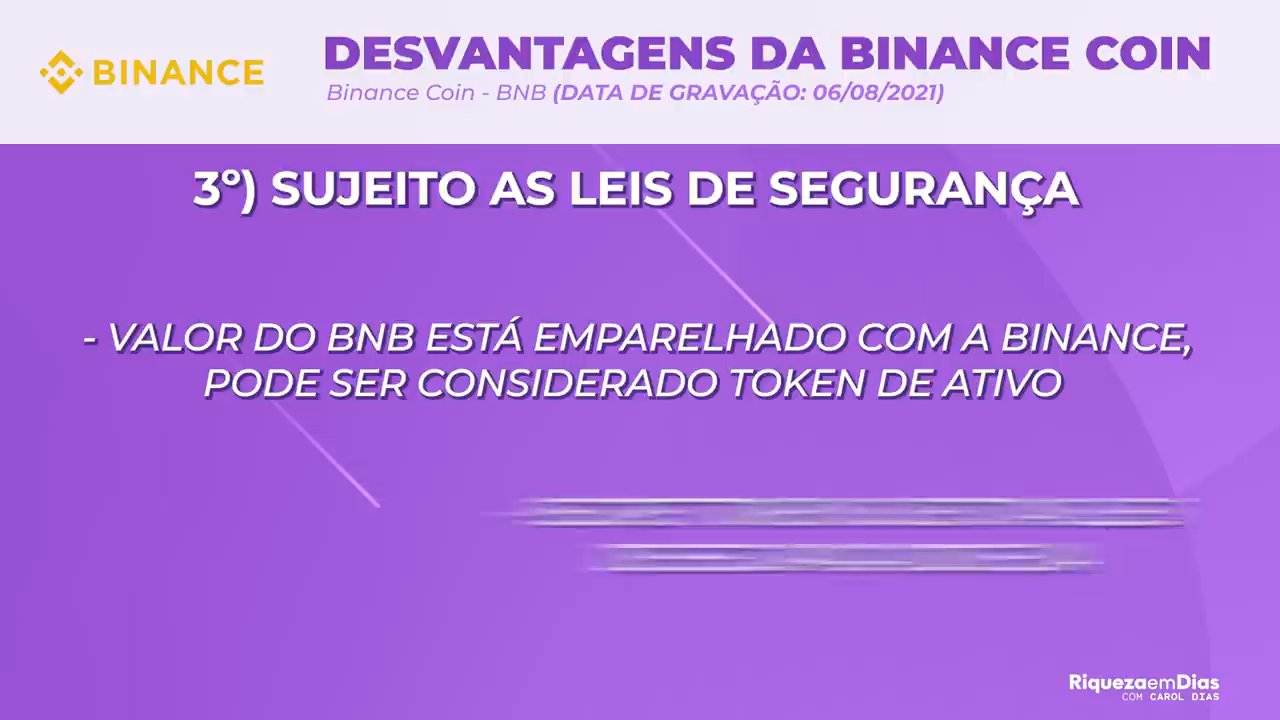 BINANCE
DESVANTAGENS DA BINANCE COIN
Binance Coin - BNB (DATA DE GRAVAÇÃO: 06/08/2021)
3º) SUJEITO AS LEIS DE SEGURANÇA
- VALOR DO BNB ESTÁ EMPARELHADO COM A BINANCE,
PODE SER CONSIDERADO TOKEN DE ATIVO
RiquezaemDias
COM CAROL DIAS